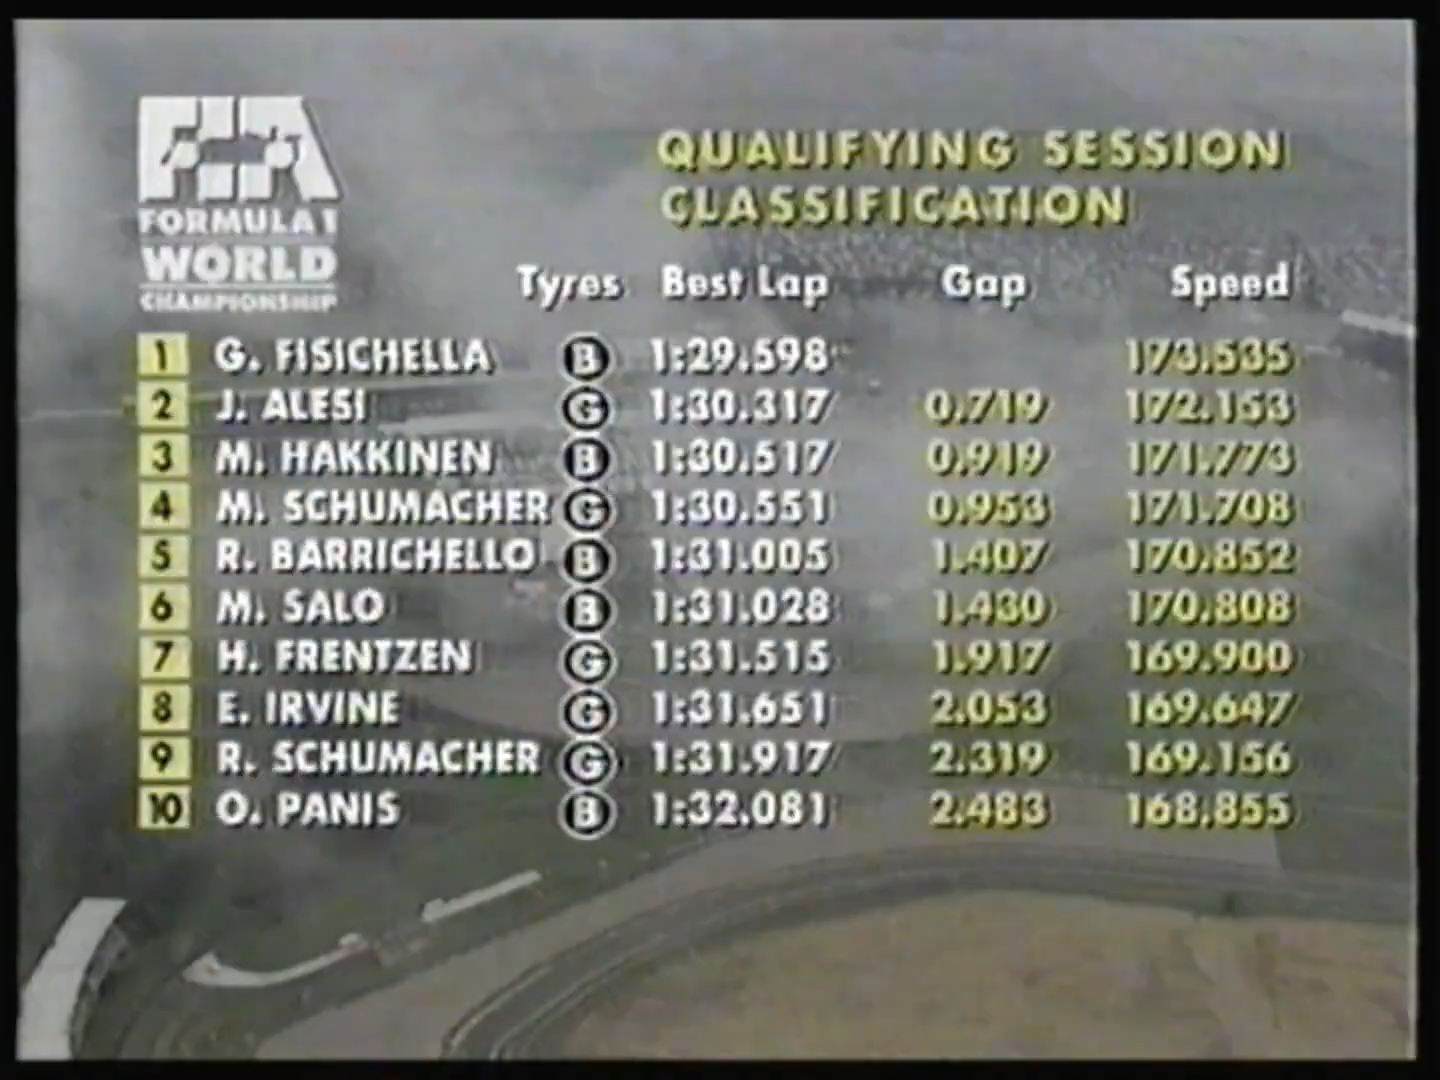 FIA
FORMULA 1
WORLD
CHAMPIONSHIP
QUALIFYING SESSION
CLASSIFICATION
Tyres Best Lap Gap Speed
1 G. FISICHELLA B 1:29.598 173.535
2 J. ALESI G 1:30.317 0.719 172.153
3 M. HAKKINEN B 1:30.517 0.919 171.773
4 M. SCHUMACHER G 1:30.551 0.953 171.708
5 R. BARRICHELLO B 1:31.005 1.407 170.852
6 M. SALO B 1:31.028 1.430 170.808
7 H. FRENTZEN G 1:31.515 1.917 169.900
8 E. IRVINE G 1:31.651 2.053 169.647
9 R. SCHUMACHER G 1:31.917 2.319 169.156
10 O. PANIS B 1:32.081 2.483 168.855